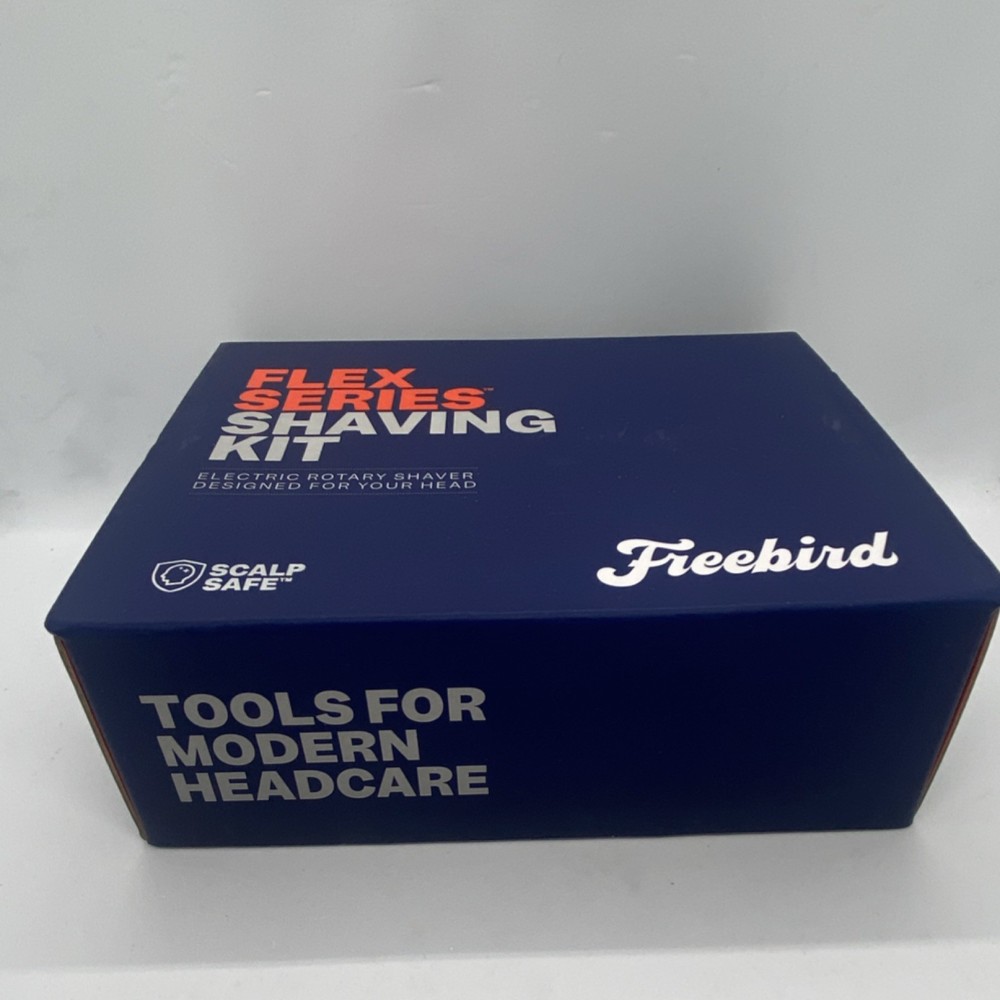 FLEX
SERIES™
SHAVING
KIT
ELECTRIC ROTARY SHAVER
DESIGNED FOR YOUR HEAD
SCALP
SAFE™
Freebird
TOOLS FOR
MODERN
HEADCARE